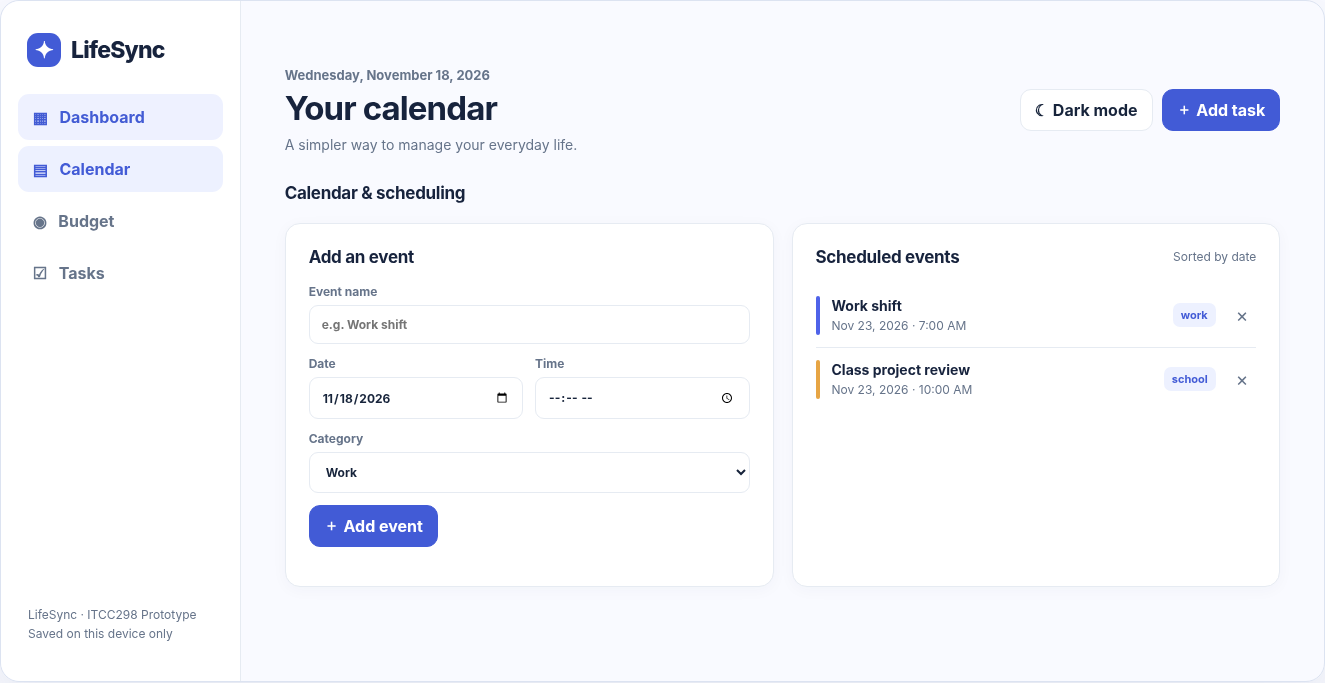 LifeSync
Dashboard
Calendar
Budget
Tasks
LifeSync · ITCC298 Prototype
Saved on this device only
Wednesday, November 18, 2026
Your calendar
A simpler way to manage your everyday life.
Dark mode
+ Add task
Calendar & scheduling
Add an event
Event name
e.g. Work shift
Date
Time
11/18/2026
--:-- --
Category
Work
+ Add event
Scheduled events
Sorted by date
Work shift
Nov 23, 2026 · 7:00 AM
work
×
Class project review
Nov 23, 2026 · 10:00 AM
school
×